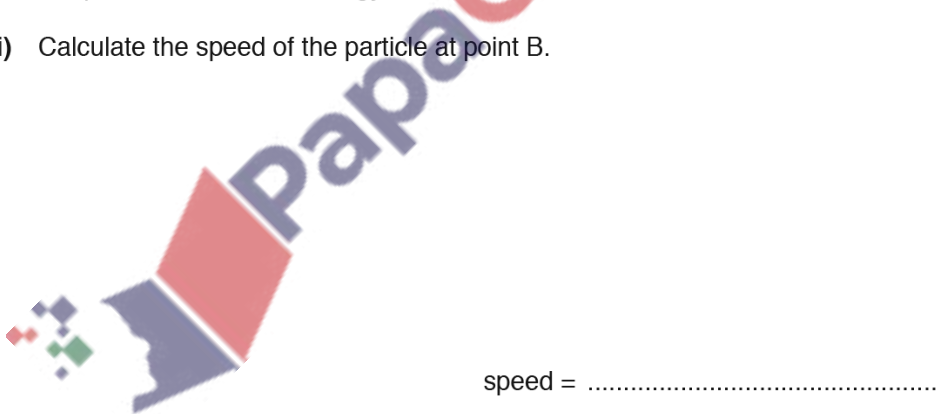 i) Calculate the speed of the particle at point B.
Papa
speed = ................................................